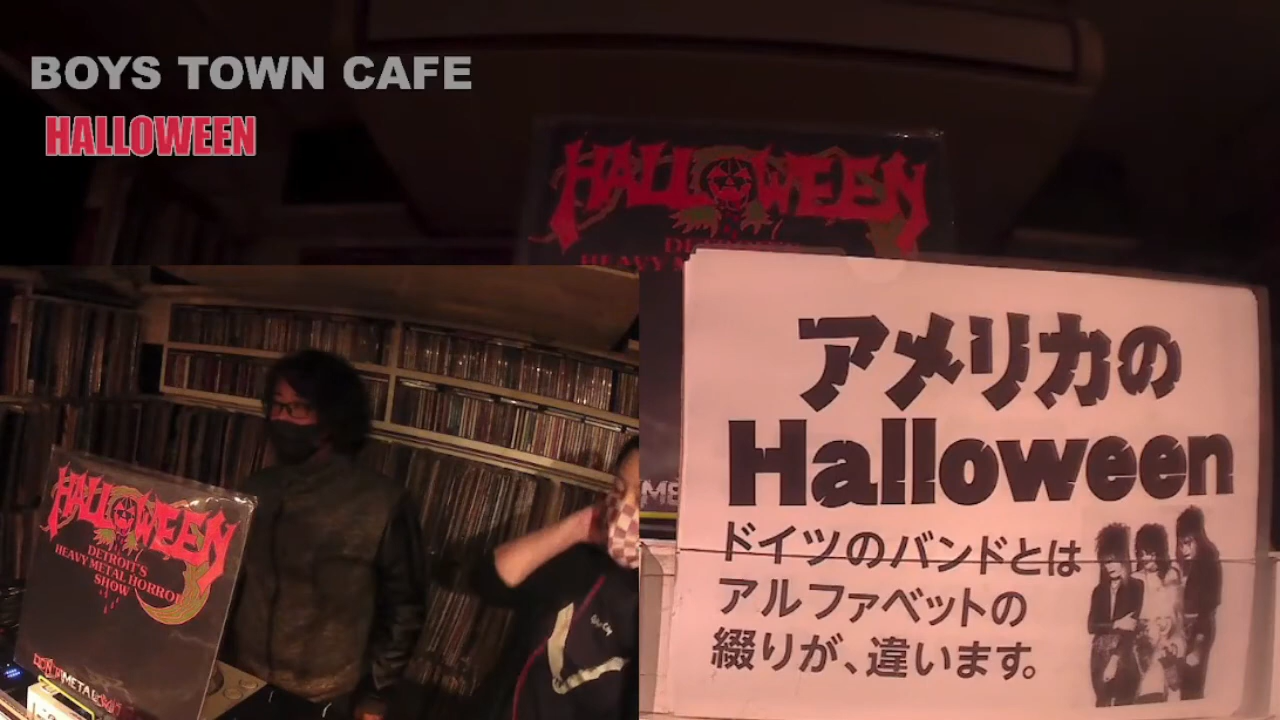 BOYS TOWN CAFE
HALLOWEEN
HALLOWEEN
アメリカの
Halloween
ドイツのバンドとは
アルファベットの
綴りが、違います。
HALLOWEEN
DETROIT'S
HEAVY METAL HORROR
SHOW